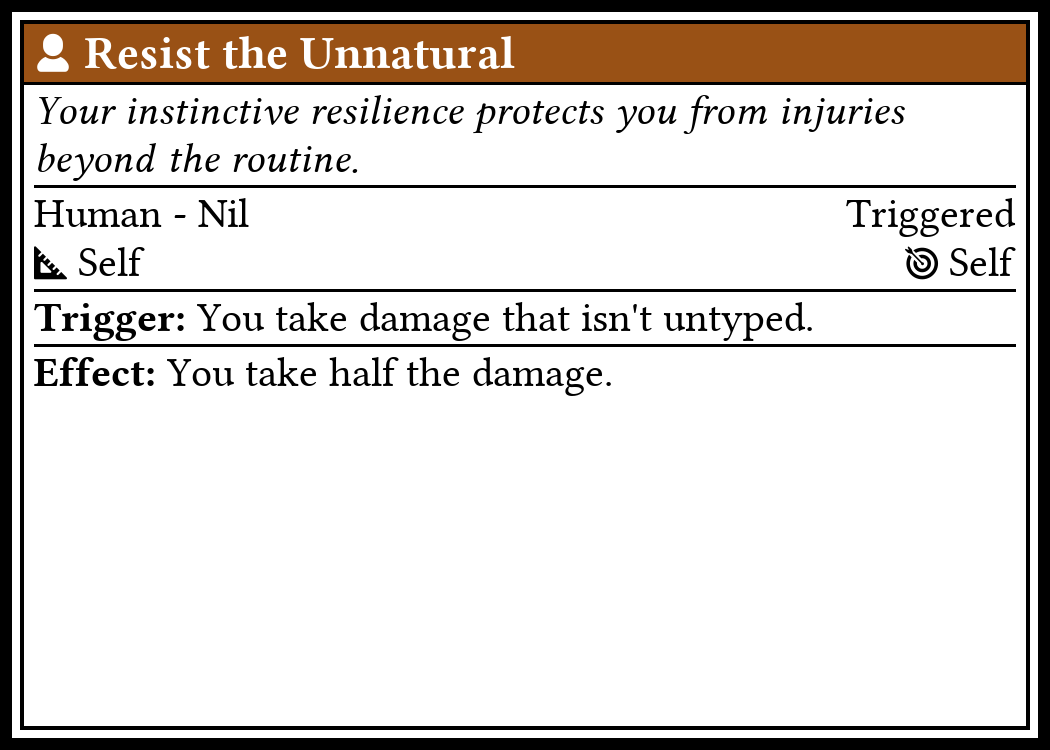 Resist the Unnatural
Your instinctive resilience protects you from injuries
beyond the routine.
Human - Nil Triggered
Self Self
Trigger: You take damage that isn't untyped.
Effect: You take half the damage.